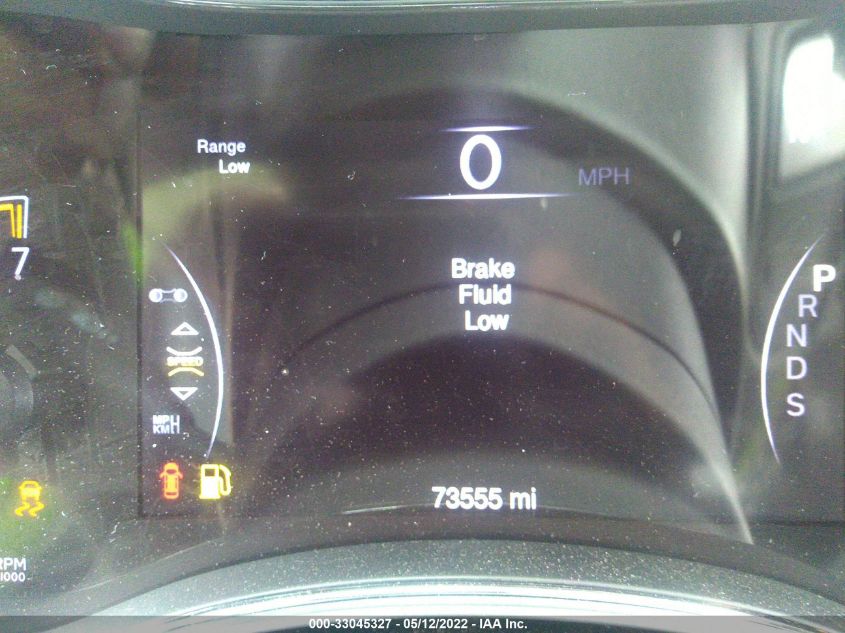 Range
Low
0
MPH
7
Brake
Fluid
Low
P
R
N
D
S
SPEED
MPH
KM
73555 mi
RPM
1000
000-33045327 - 05/12/2022 - IAA Inc.